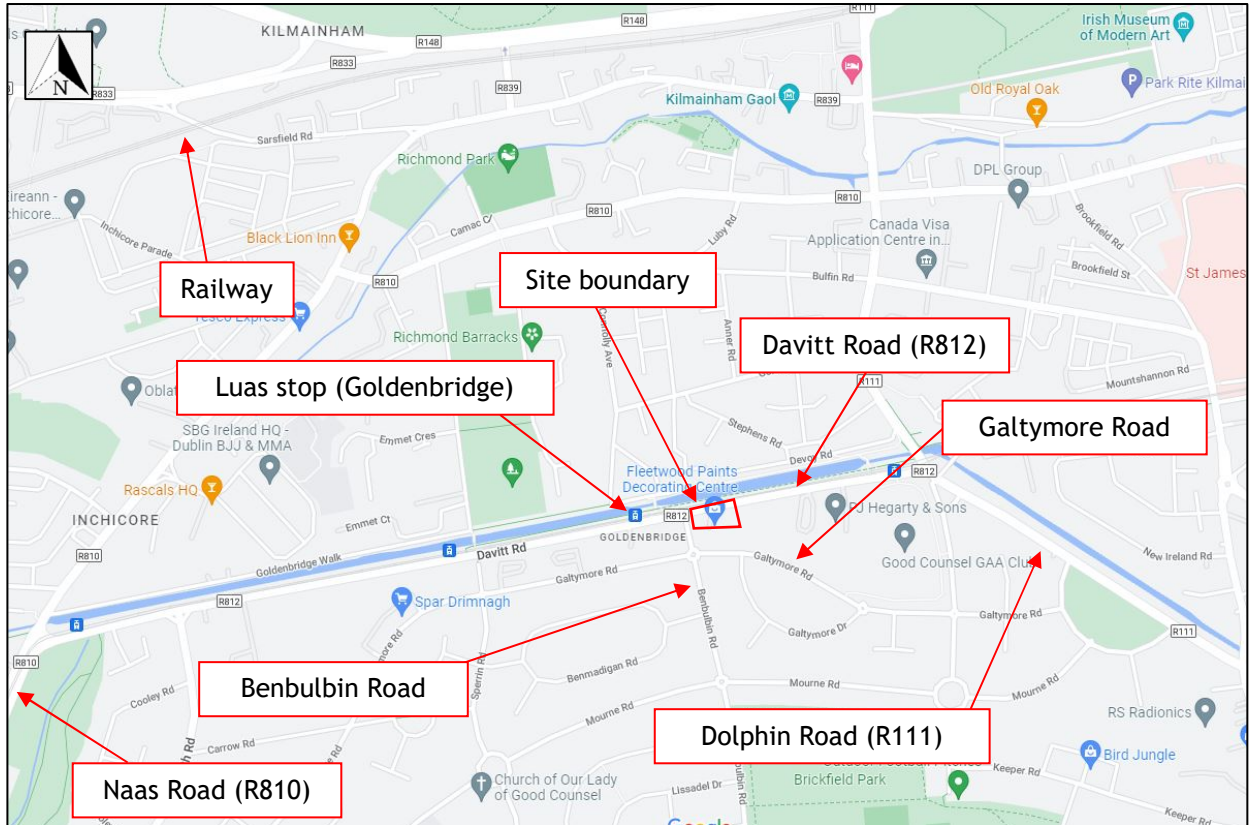 KILMAINHAM
R148
R148
R111
Irish Museum
of Modern Art
N
R833
R833
R839
Kilmainham Gaol
R839
Old Royal Oak
Park Rite Kilmai
Sarsfield Rd
Richmond Park
DPL Group
Inchicore Parade
Black Lion Inn
Camac Cl
R810
R810
Luby Rd
Canada Visa
Application Centre in...
Brookfield Rd
Railway
Site boundary
R810
Bulfin Rd
Brookfield St
St James
Richmond Barracks
Connolly Ave
Anner Rd
Davitt Road (R812)
Luas stop (Goldenbridge)
R111
Mountshannon Rd
SBG Ireland HQ -
Dublin BJJ & MMA
Emmet Cres
Stephens Rd
Galtymore Road
Devoy Rd
Fleetwood Paints
Decorating Centre
R812
Rascals HQ
INCHICORE
Emmet Ct
R812
GOLDENBRIDGE
PJ Hegarty & Sons
R810
Goldenbridge Walk
Davitt Rd
Galtymore Rd
Galtymore Rd
Good Counsel GAA Club
New Ireland Rd
R812
Spar Drimnagh
Benbulbin Rd
Galtymore Dr
Galtymore Rd
R111
R810
Benbulbin Road
Sperrin Rd
Benmadigan Rd
Mourne Rd
Mourne Rd
Cooley Rd
Mourne Rd
RS Radionics
Carrow Rd
Dolphin Road (R111)
Bird Jungle
Naas Road (R810)
Church of Our Lady
of Good Counsel
Lissadel Dr
Brickfield Park
Keeper Rd
Keeper Rd